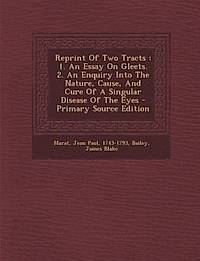 Reprint Of Two Tracts :
1. An Essay On Gleets.
2. An Enquiry Into The
Nature, Cause, And
Cure Of A Singular
Disease Of The Eyes -
Primary Source Edition
Marat, Jean Paul, 1743-1793, Bailey,
James Blake